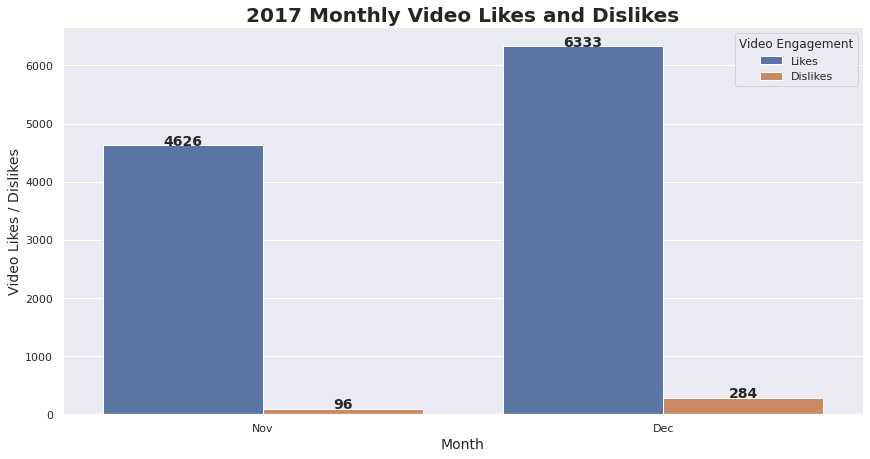 2017 Monthly Video Likes and Dislikes
Video Engagement
Likes
Dislikes
Video Likes / Dislikes
6000
5000
4000
3000
2000
1000
0
4626
96
6333
284
Nov
Dec
Month